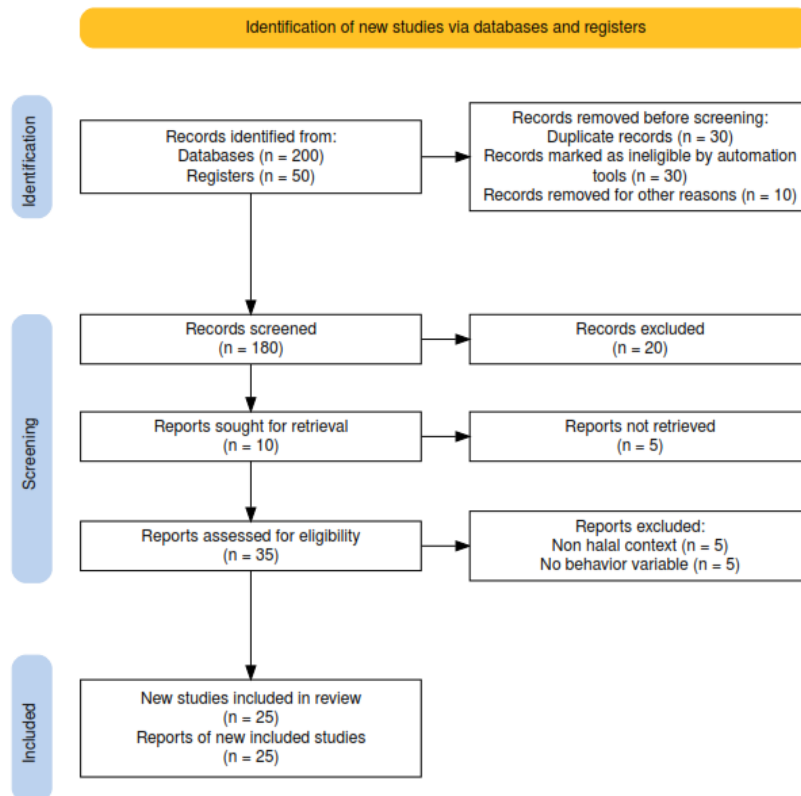 Identification of new studies via databases and registers
Identification
Records identified from:
Databases (n = 200)
Registers (n = 50)
Records removed before screening:
Duplicate records (n = 30)
Records marked as ineligible by automation
tools (n = 30)
Records removed for other reasons (n = 10)
Screening
Records screened
(n = 180)
Records excluded
(n = 20)
Reports sought for retrieval
(n = 10)
Reports not retrieved
(n = 5)
Reports assessed for eligibility
(n = 35)
Reports excluded:
Non halal context (n = 5)
No behavior variable (n = 5)
Included
New studies included in review
(n = 25)
Reports of new included studies
(n = 25)